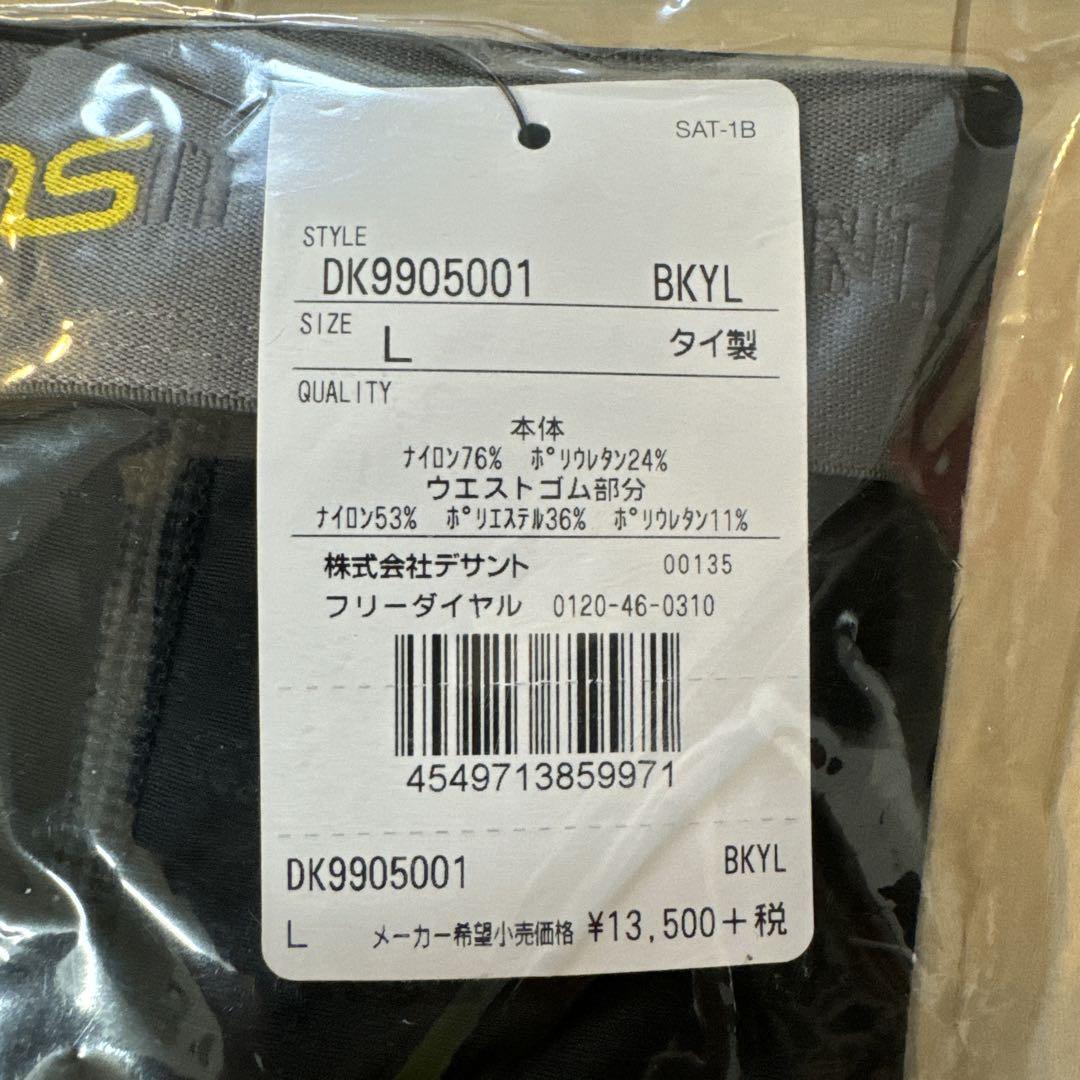 SAT-1B
STYLE
DK9905001 BKYL
SIZE L タイ製
QUALITY
本体
ﾅｲﾛﾝ76% ﾎﾟﾘｳﾚﾀﾝ24%
ウエストゴム部分
ﾅｲﾛﾝ53% ﾎﾟﾘｴｽﾃﾙ36% ﾎﾟﾘｳﾚﾀﾝ11%
株式会社デサント 00135
フリーダイヤル 0120-46-0310
4549713859971
DK9905001 BKYL
L メーカー希望小売価格 ¥13,500+税